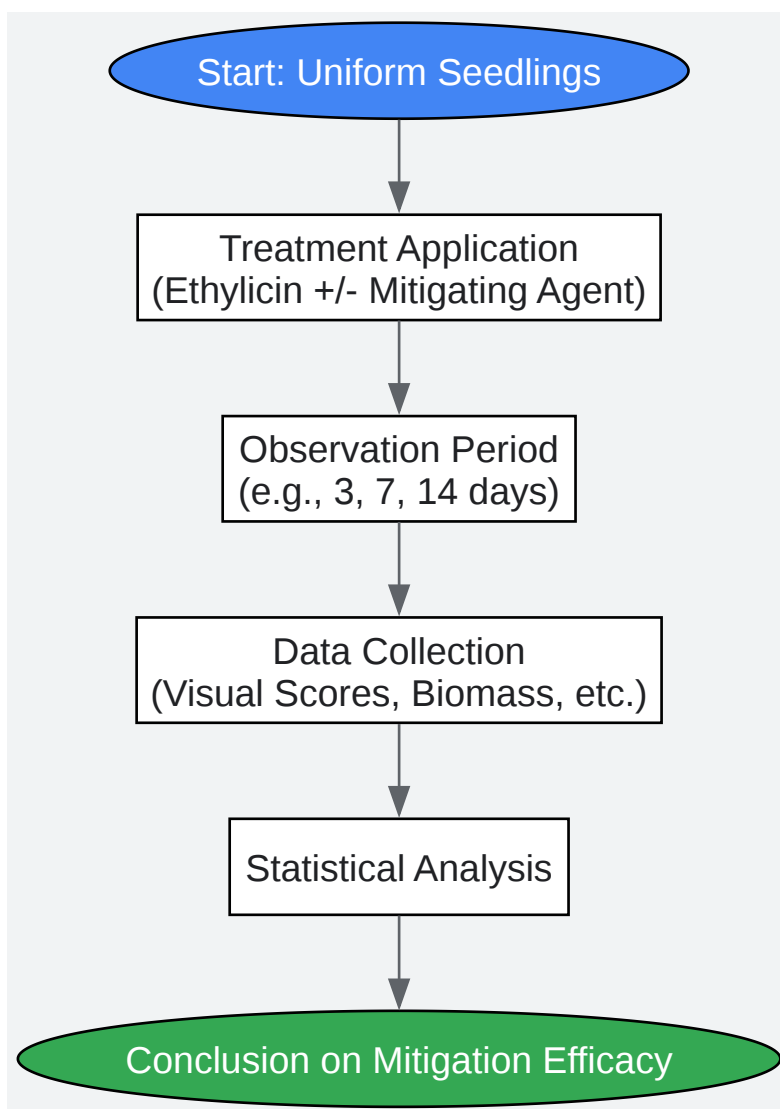 Start: Uniform Seedlings
Treatment Application
(Ethylicin +/- Mitigating Agent)
Observation Period
(e.g., 3, 7, 14 days)
Data Collection
(Visual Scores, Biomass, etc.)
Statistical Analysis
Conclusion on Mitigation Efficacy